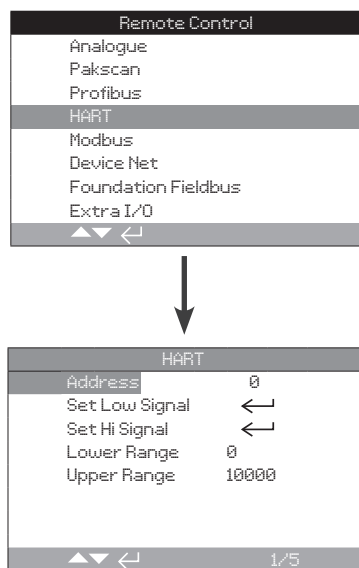 Remote Control
Analogue
Pakscan
Profibus
HART
Modbus
Device Net
Foundation Fieldbus
Extra I/O
HART
Address 0
Set Low Signal
Set Hi Signal
Lower Range 0
Upper Range 10000
1/5